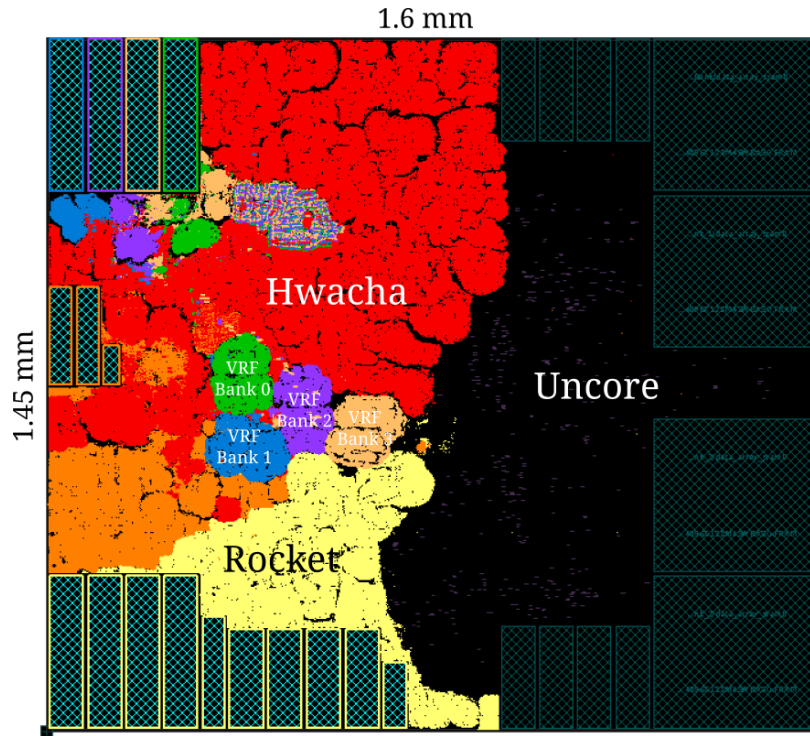 1.6 mm
1.45 mm
Hwacha
VRF
Bank 0
VRF
Bank 2
VRF
Bank 3
VRF
Bank 1
Uncore
Rocket